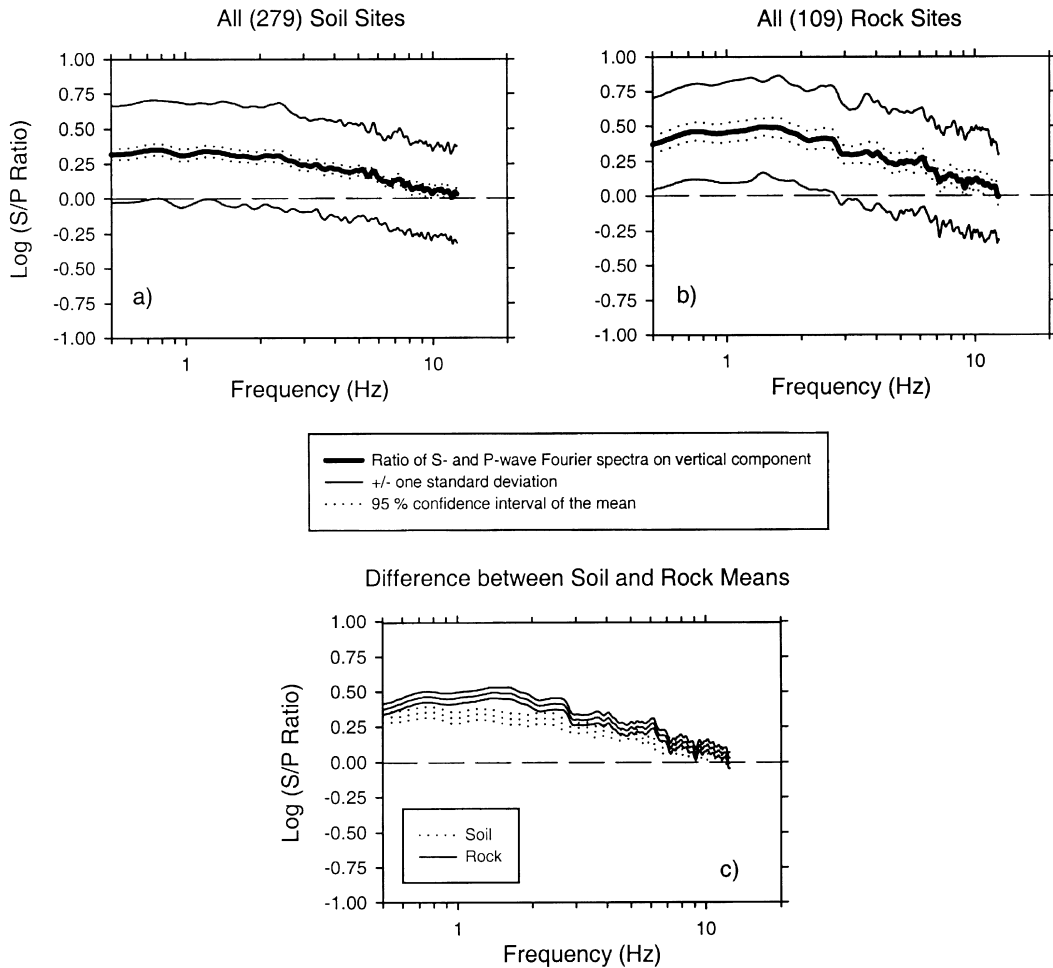 All (279) Soil Sites
All (109) Rock Sites
1.00
0.75
0.50
0.25
0.00
-0.25
-0.50
-0.75
-1.00
Log (S/P Ratio)
a)
1
10
Frequency (Hz)
1.00
0.75
0.50
0.25
0.00
-0.25
-0.50
-0.75
-1.00
b)
1
10
Frequency (Hz)
Ratio of S- and P-wave Fourier spectra on vertical component
+/- one standard deviation
95 % confidence interval of the mean
Difference between Soil and Rock Means
1.00
0.75
0.50
0.25
0.00
-0.25
-0.50
-0.75
-1.00
Log (S/P Ratio)
Soil
Rock
c)
1
10
Frequency (Hz)